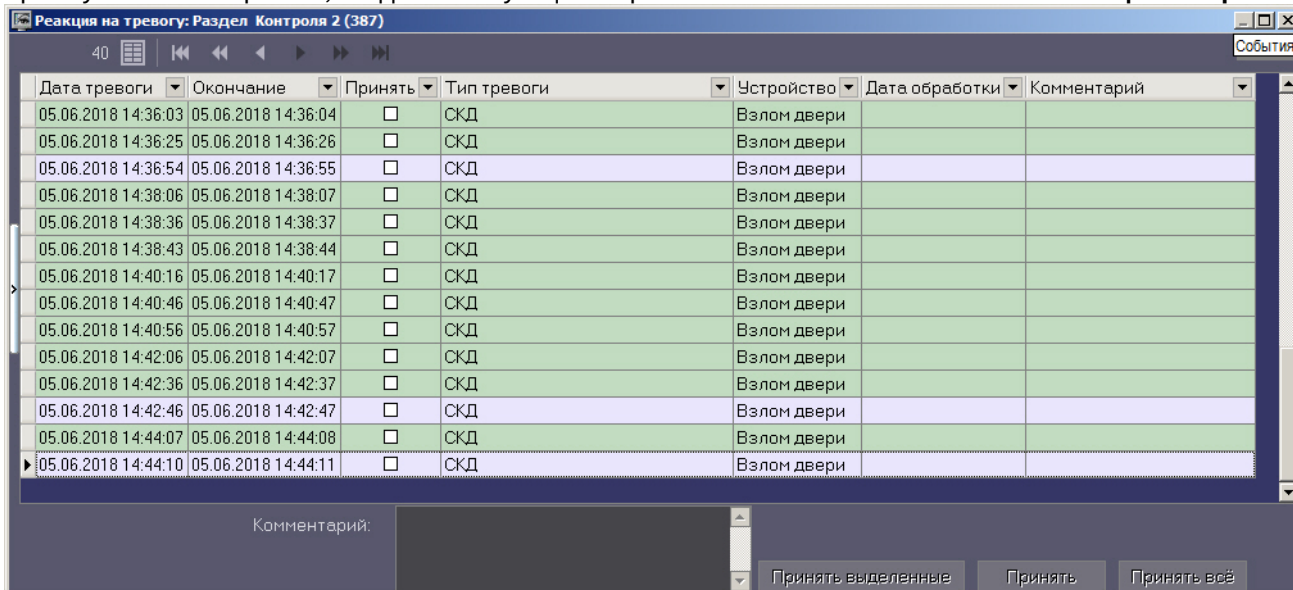 Реакция на тревогу: Раздел Контроля 2 (387)
События
40
Дата тревоги Окончание Принять Тип тревоги Устройство Дата обработки Комментарий
05.06.2018 14:36:03 05.06.2018 14:36:04 СКД Взлом двери
05.06.2018 14:36:25 05.06.2018 14:36:26 СКД Взлом двери
05.06.2018 14:36:54 05.06.2018 14:36:55 СКД Взлом двери
05.06.2018 14:38:06 05.06.2018 14:38:07 СКД Взлом двери
05.06.2018 14:38:36 05.06.2018 14:38:37 СКД Взлом двери
05.06.2018 14:38:43 05.06.2018 14:38:44 СКД Взлом двери
05.06.2018 14:40:16 05.06.2018 14:40:17 СКД Взлом двери
05.06.2018 14:40:46 05.06.2018 14:40:47 СКД Взлом двери
05.06.2018 14:40:56 05.06.2018 14:40:57 СКД Взлом двери
05.06.2018 14:42:06 05.06.2018 14:42:07 СКД Взлом двери
05.06.2018 14:42:36 05.06.2018 14:42:37 СКД Взлом двери
05.06.2018 14:42:46 05.06.2018 14:42:47 СКД Взлом двери
05.06.2018 14:44:07 05.06.2018 14:44:08 СКД Взлом двери
05.06.2018 14:44:10 05.06.2018 14:44:11 СКД Взлом двери
Комментарий:
Принять выделенные Принять Принять всё